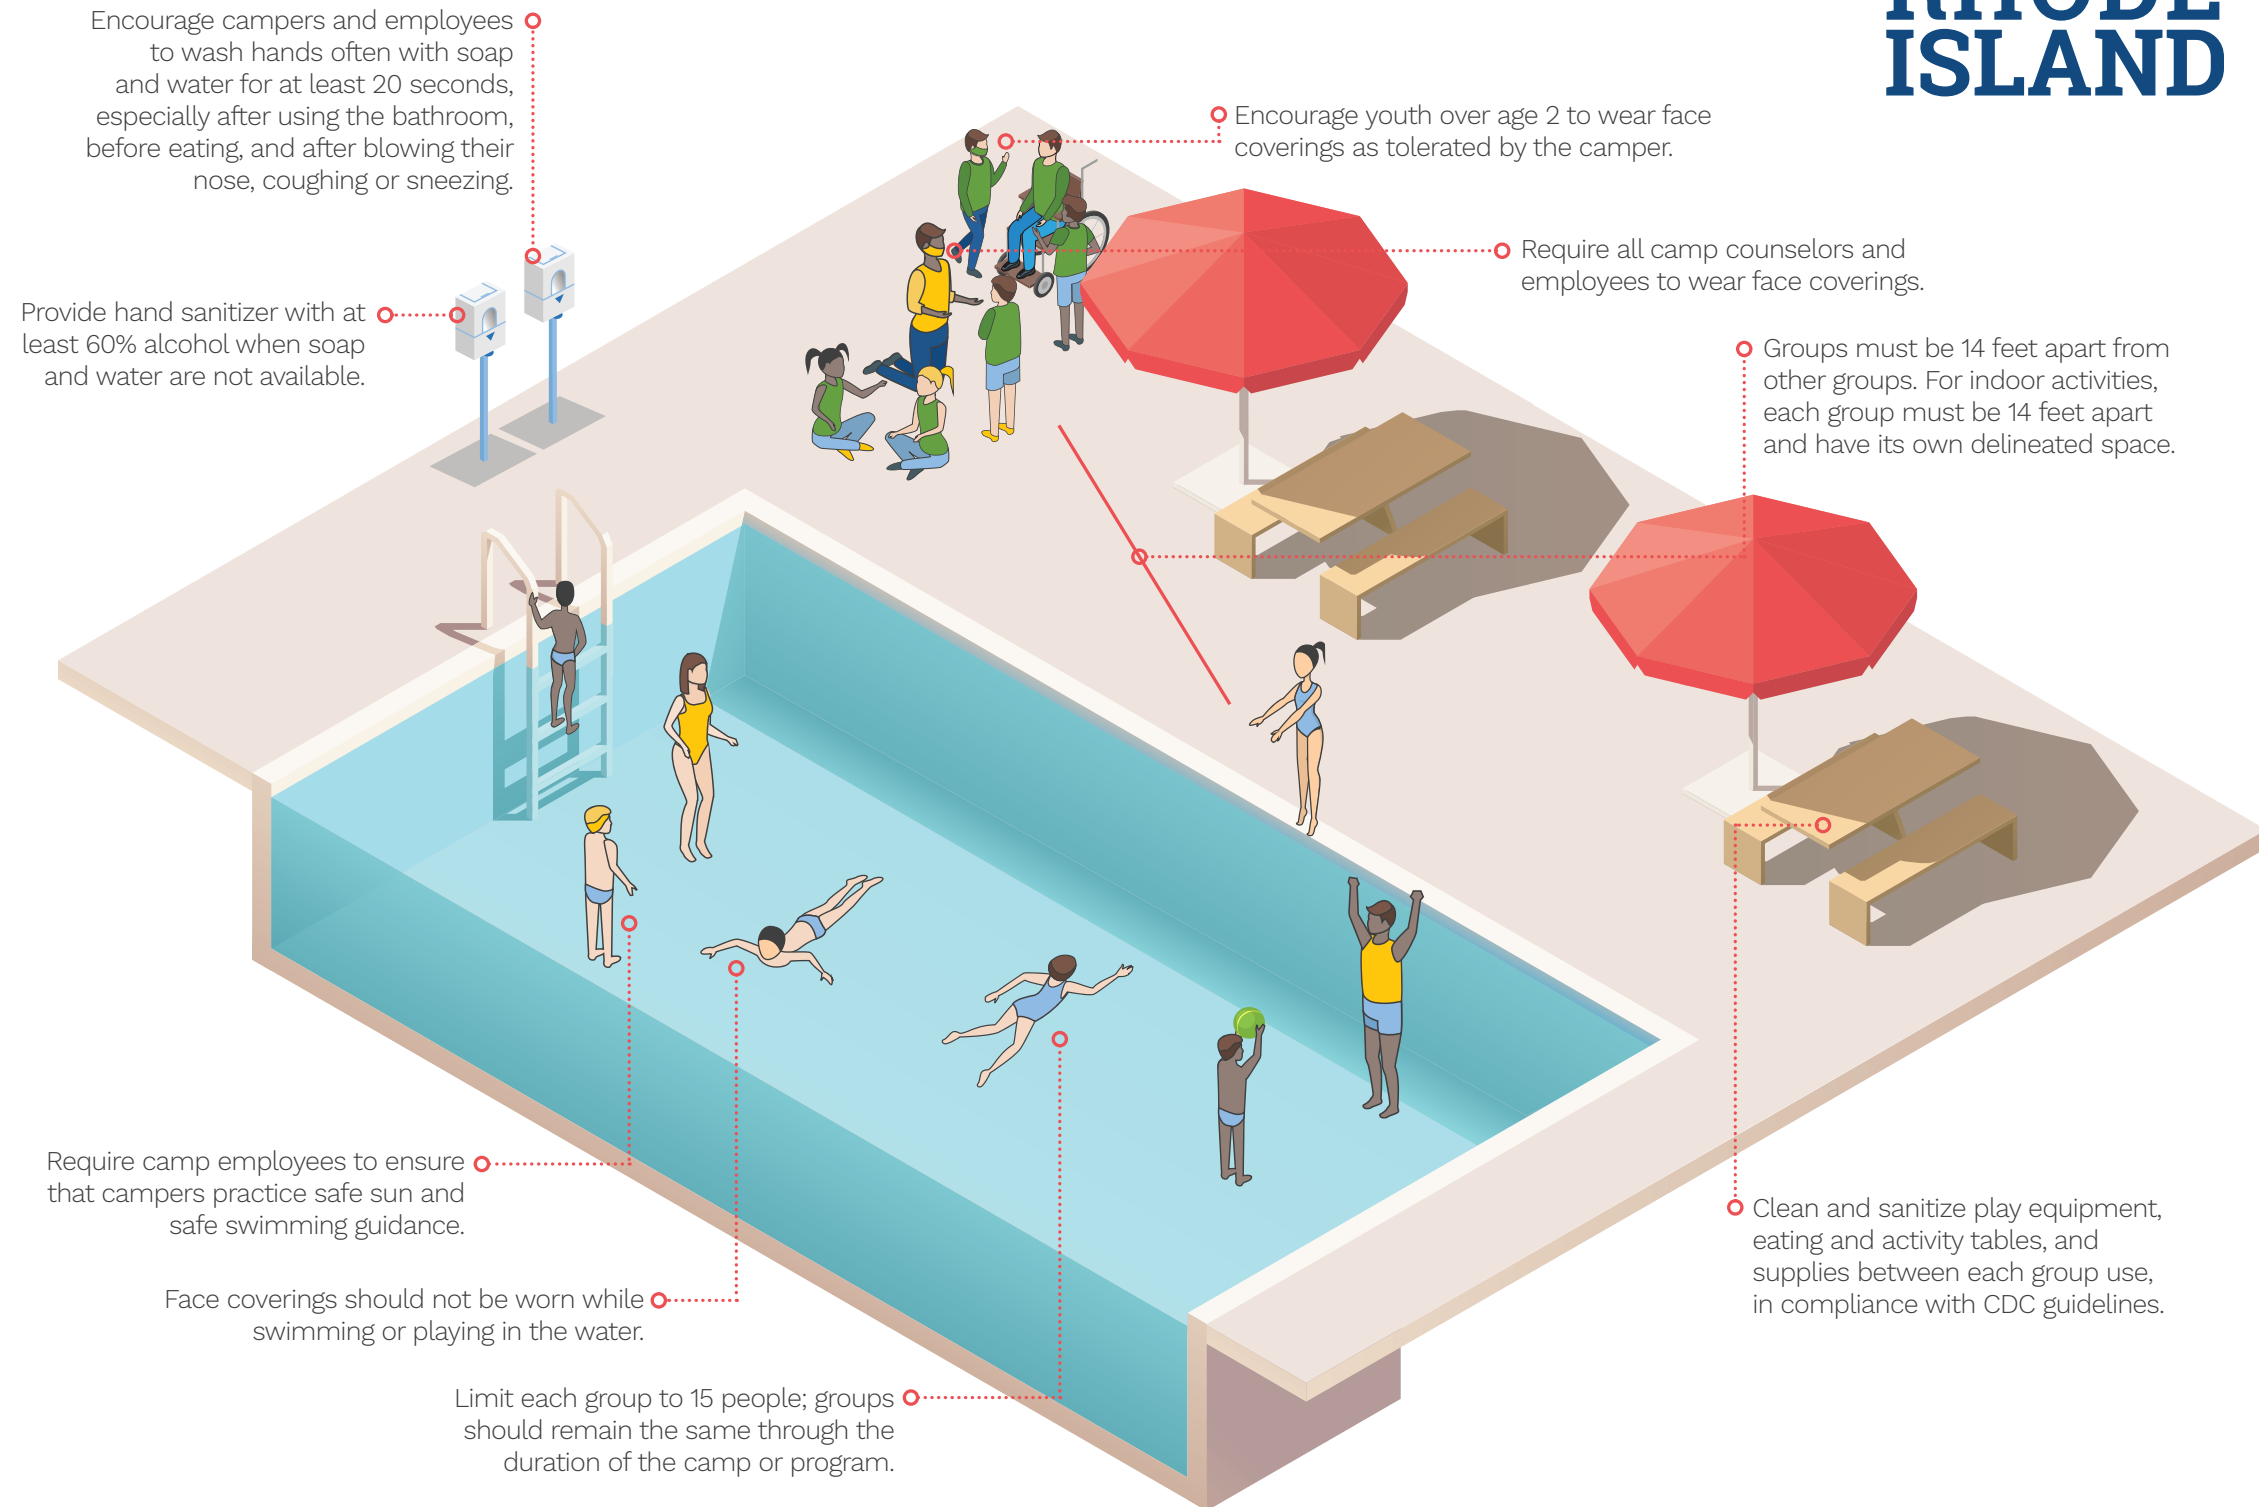 RHODE
ISLAND
Encourage campers and employees
to wash hands often with soap
and water for at least 20 seconds,
especially after using the bathroom,
before eating, and after blowing their
nose, coughing or sneezing.
Encourage youth over age 2 to wear face
coverings as tolerated by the camper.
Require all camp counselors and
employees to wear face coverings.
Provide hand sanitizer with at
least 60% alcohol when soap
and water are not available.
Groups must be 14 feet apart from
other groups. For indoor activities,
each group must be 14 feet apart
and have its own delineated space.
Require camp employees to ensure
that campers practice safe sun and
safe swimming guidance.
Clean and sanitize play equipment,
eating and activity tables, and
supplies between each group use,
in compliance with CDC guidelines.
Face coverings should not be worn while
swimming or playing in the water.
Limit each group to 15 people; groups
should remain the same through the
duration of the camp or program.